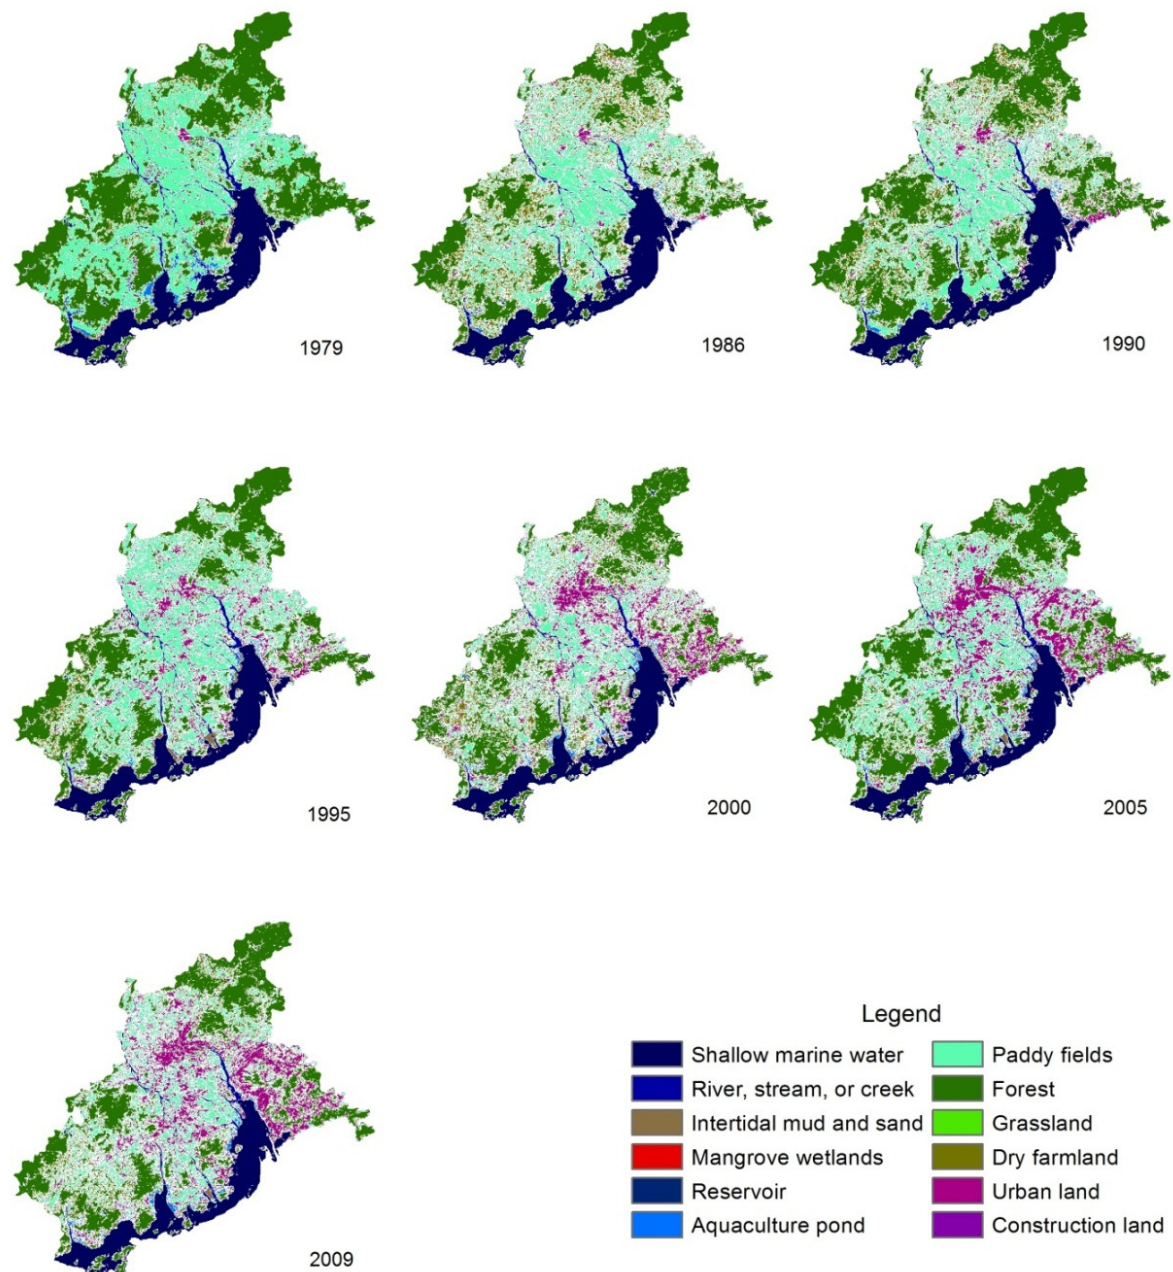 1979
1986
1990
1995
2000
2005
2009
Legend
Shallow marine water
River, stream, or creek
Intertidal mud and sand
Mangrove wetlands
Reservoir
Aquaculture pond
Paddy fields
Forest
Grassland
Dry farmland
Urban land
Construction land